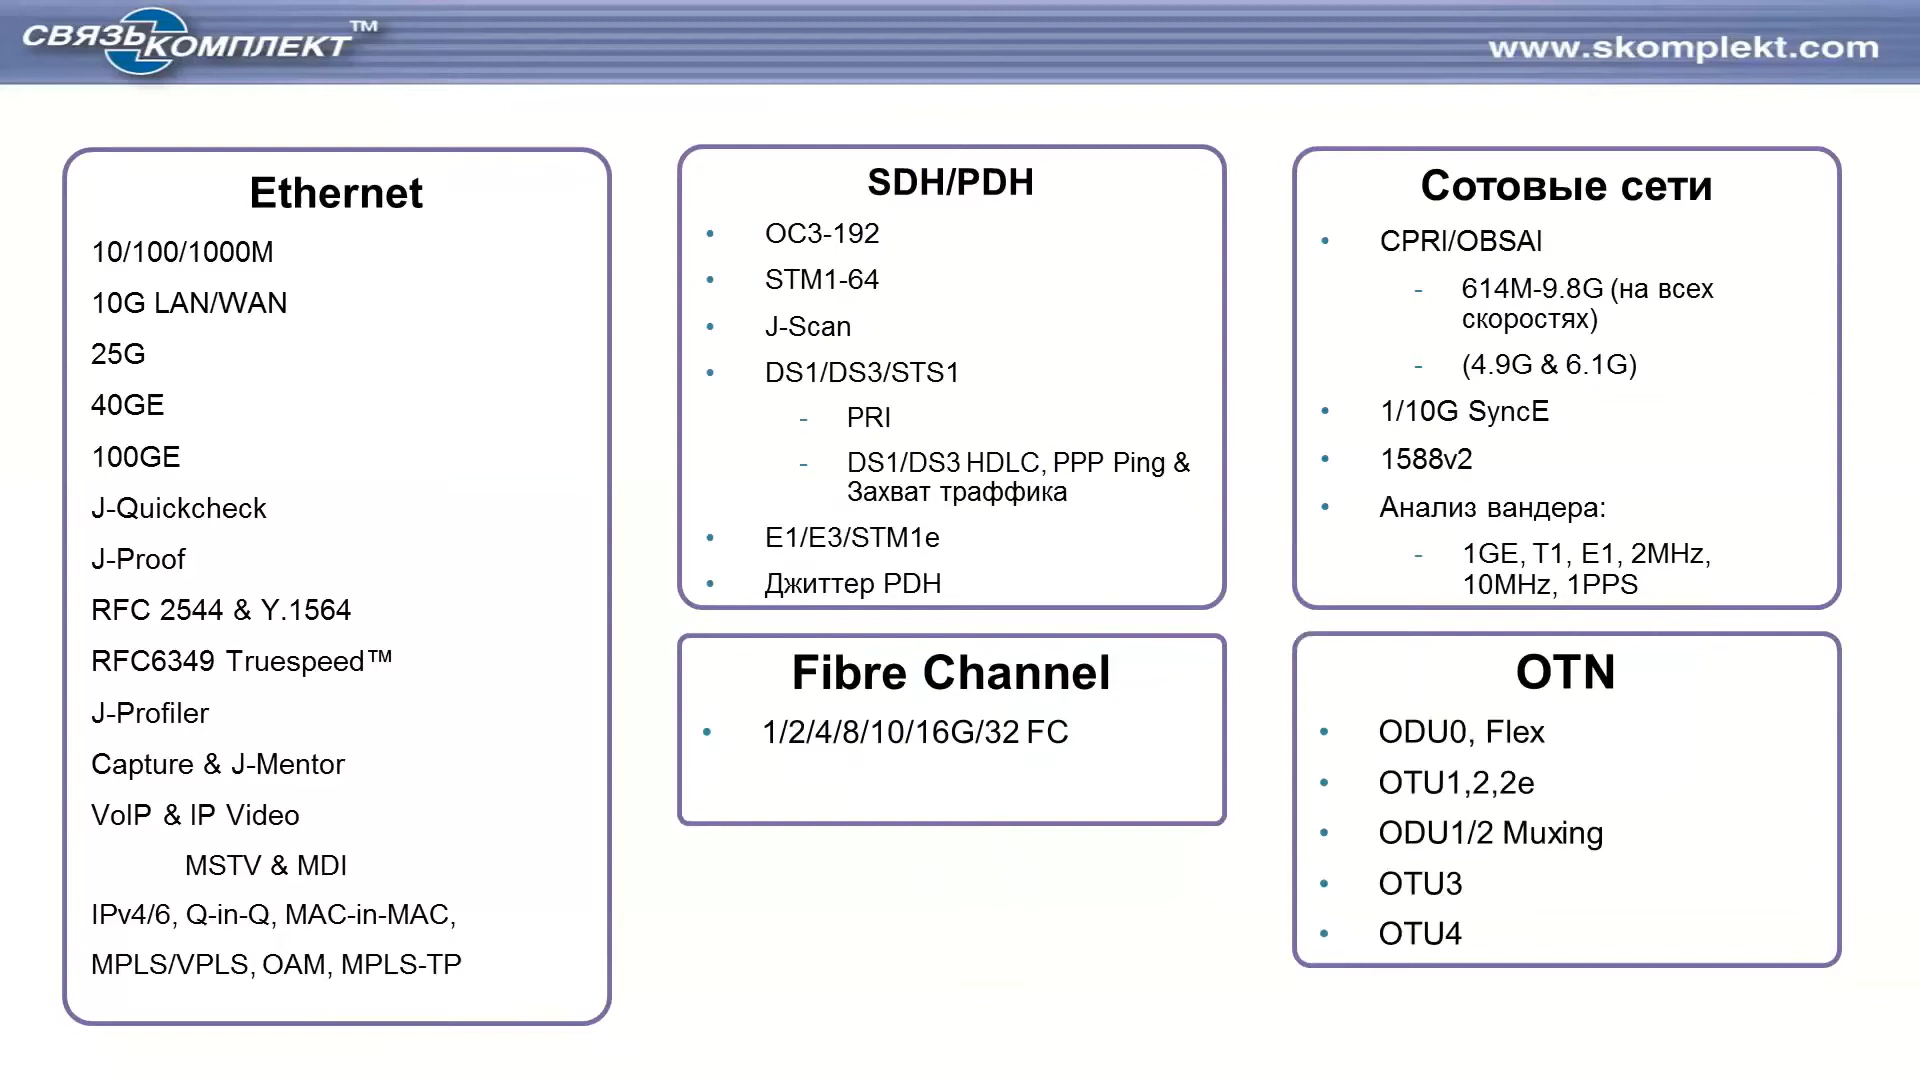 СВЯЗЬКОМПЛЕКТ™
www.skomplekt.com
Ethernet
10/100/1000M
10G LAN/WAN
25G
40GE
100GE
J-Quickcheck
J-Proof
RFC 2544 & Y.1564
RFC6349 Truespeed™
J-Profiler
Capture & J-Mentor
VoIP & IP Video
MSTV & MDI
IPv4/6, Q-in-Q, MAC-in-MAC,
MPLS/VPLS, OAM, MPLS-TP
SDH/PDH
• OC3-192
• STM1-64
• J-Scan
• DS1/DS3/STS1
- PRI
- DS1/DS3 HDLC, PPP Ping &
Захват траффика
• E1/E3/STM1e
• Джиттер PDH
Fibre Channel
• 1/2/4/8/10/16G/32 FC
Сотовые сети
• CPRI/OBSAI
- 614M-9.8G (на всех
скоростях)
- (4.9G & 6.1G)
• 1/10G SyncE
• 1588v2
• Анализ вандера:
- 1GE, T1, E1, 2MHz,
10MHz, 1PPS
OTN
• ODU0, Flex
• OTU1,2,2e
• ODU1/2 Muxing
• OTU3
• OTU4